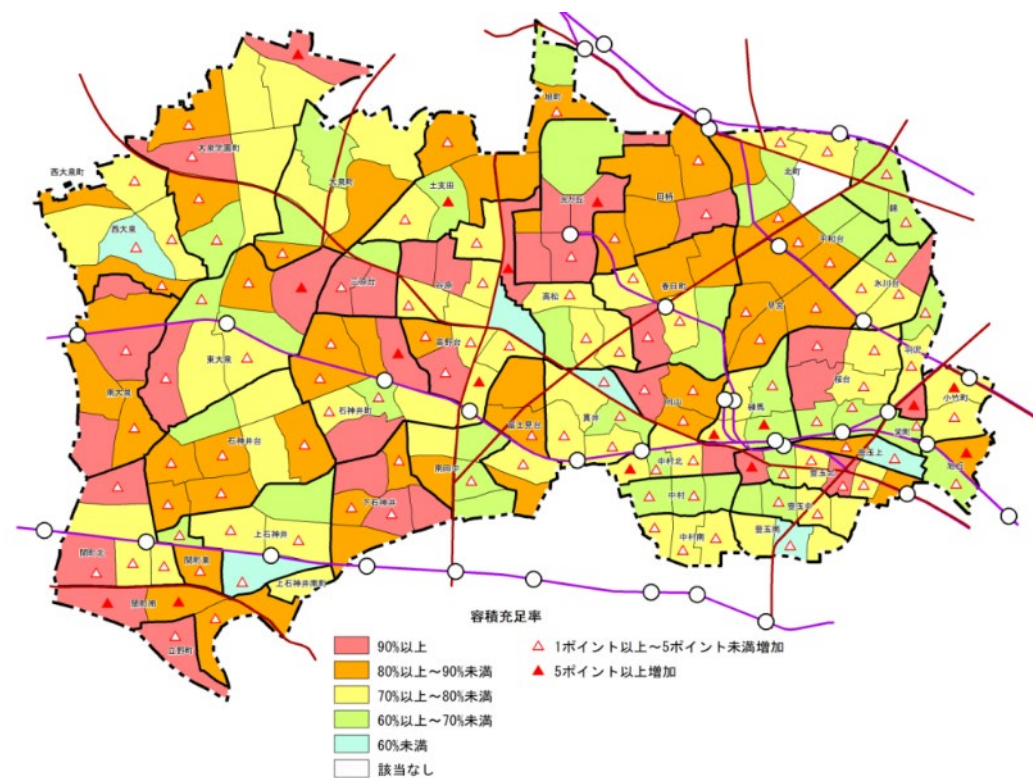 旭町
大泉学園町
西大泉町
大泉町
土支田
田柄
北町
光が丘
錦
西大泉
平和台
三原台
谷原
高松
春日町
氷川台
早宮
東大泉
高野台
南大泉
羽沢
桜台
小竹町
石神井町
向山
練馬
貫井
栄町
石神井台
富士見台
豊玉上
中村北
南田中
豊玉北
旭丘
下石神井
中村
豊玉中
上石神井
豊玉南
中村南
関町北
関町東
上石神井南町
関町南
立野町
容積充足率
90%以上
80%以上～90%未満
70%以上～80%未満
60%以上～70%未満
60%未満
該当なし
1ポイント以上～5ポイント未満増加
5ポイント以上増加